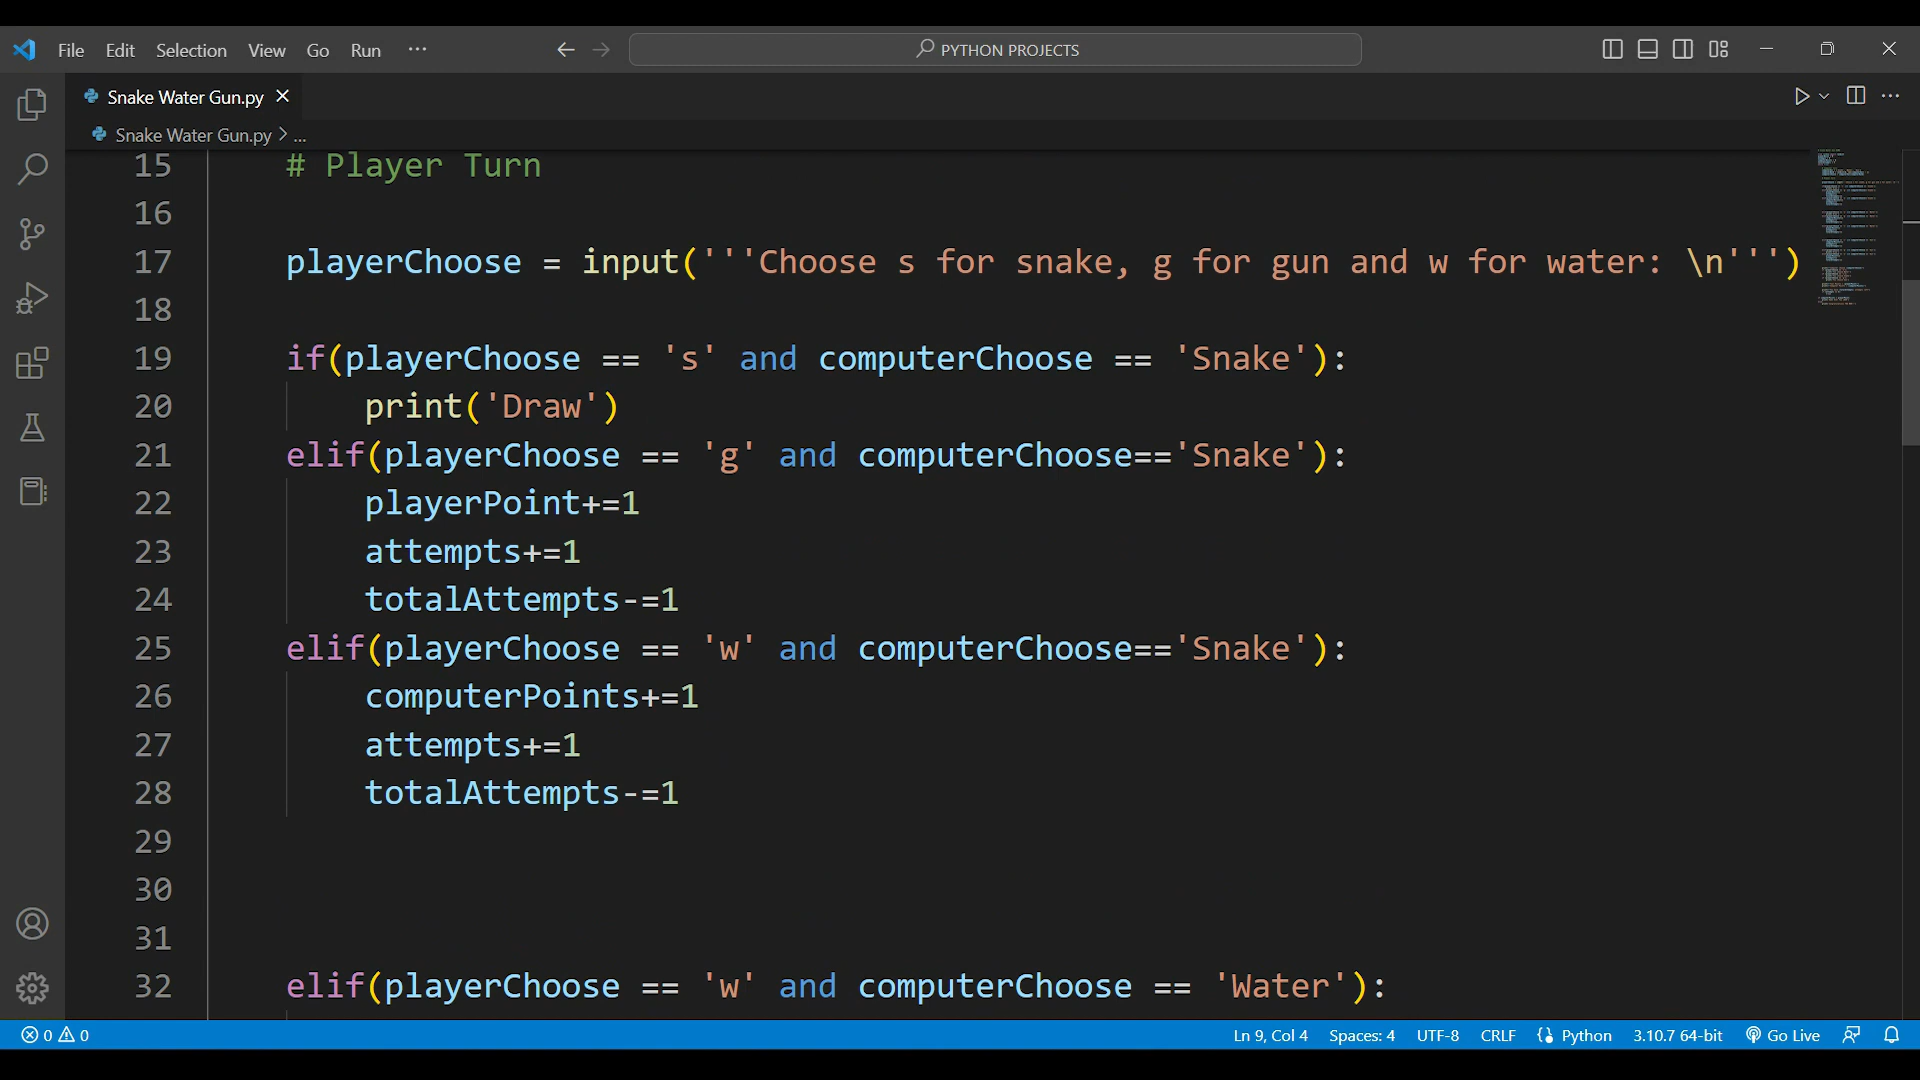 File Edit Selection View Go Run ··· PYTHON PROJECTS
Snake Water Gun.py
Snake Water Gun.py > ...
15 # Player Turn
16
17 playerChoose = input('''Choose s for snake, g for gun and w for water: \n''')
18
19 if(playerChoose == 's' and computerChoose == 'Snake'):
20 print('Draw')
21 elif(playerChoose == 'g' and computerChoose=='Snake'):
22 playerPoint+=1
23 attempts+=1
24 totalAttempts-=1
25 elif(playerChoose == 'w' and computerChoose=='Snake'):
26 computerPoints+=1
27 attempts+=1
28 totalAttempts-=1
29
30
31
32 elif(playerChoose == 'w' and computerChoose == 'Water'):
0 0 Ln 9, Col 4 Spaces: 4 UTF-8 CRLF Python 3.10.7 64-bit Go Live